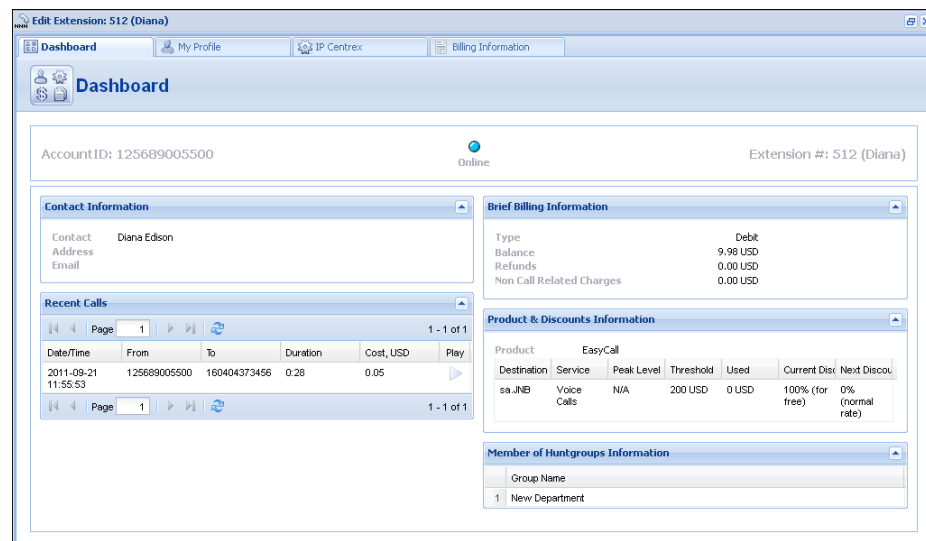 Edit Extension: 512 (Diana)
Dashboard My Profile IP Centrex Billing Information
Dashboard
AccountID: 125689005500 Online Extension #: 512 (Diana)
Contact Information
Contact Diana Edison
Address
Email
Recent Calls
Page 1 1 - 1 of 1
Date/Time From To Duration Cost, USD Play
2011-09-21 11:55:53 125689005500 160404373456 0:28 0.05
Page 1 1 - 1 of 1
Brief Billing Information
Type Debit
Balance 9.98 USD
Refunds 0.00 USD
Non Call Related Charges 0.00 USD
Product & Discounts Information
Product EasyCall
Destination Service Peak Level Threshold Used Current Disc Next Discou
sa.JNB Voice Calls N/A 200 USD 0 USD 100% (for free) 0% (normal rate)
Member of Huntgroups Information
Group Name
1 New Department